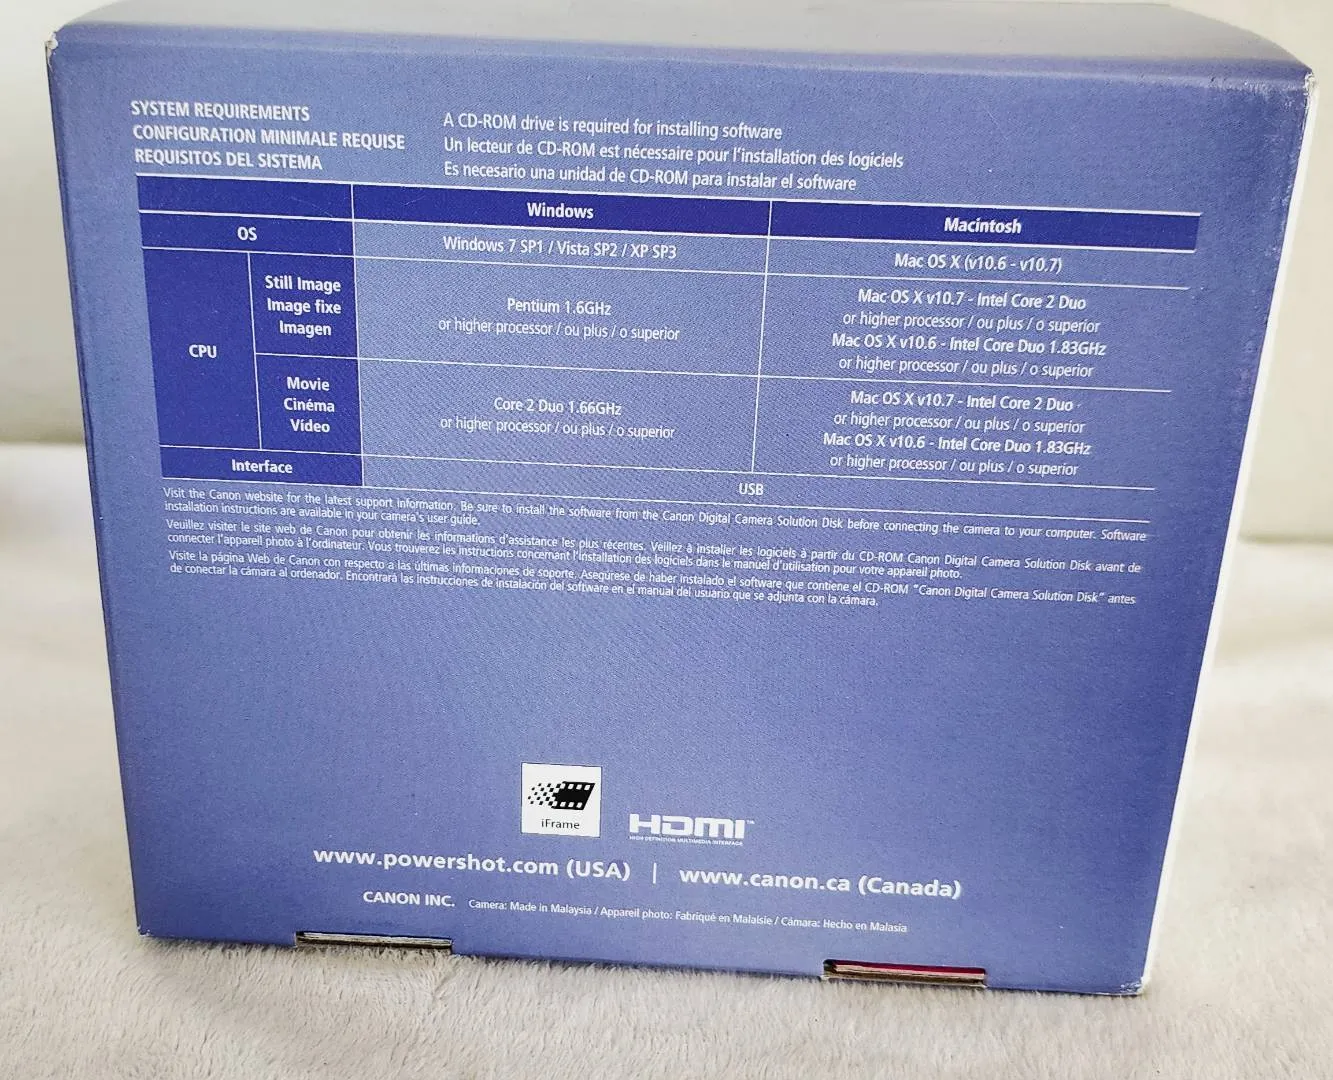 SYSTEM REQUIREMENTS
CONFIGURATION MINIMALE REQUISE
REQUISITOS DEL SISTEMA
A CD-ROM drive is required for installing software
Un lecteur de CD-ROM est nécessaire pour l'installation des logiciels
Es necesario una unidad de CD-ROM para instalar el software
Windows
Macintosh
OS
Windows 7 SP1 / Vista SP2 / XP SP3
Mac OS X (v10.6 - v10.7)
CPU
Still Image
Image fixe
Imagen
Pentium 1.6GHz
or higher processor / ou plus / o superior
Mac OS X v10.7 - Intel Core 2 Duo
or higher processor / ou plus / o superior
Mac OS X v10.6 - Intel Core Duo 1.83GHz
or higher processor / ou plus / o superior
Movie
Cinéma
Vídeo
Core 2 Duo 1.66GHz
or higher processor / ou plus / o superior
Mac OS X v10.7 - Intel Core 2 Duo
or higher processor / ou plus / o superior
Mac OS X v10.6 - Intel Core Duo 1.83GHz
or higher processor / ou plus / o superior
Interface
USB
Visit the Canon website for the latest support information. Be sure to install the software from the Canon Digital Camera Solution Disk before connecting the camera to your computer. Software
installation instructions are available in your camera's user guide.
Veuillez visiter le site web de Canon pour obtenir les informations d'assistance les plus récentes. Veillez à installer les logiciels à partir du CD-ROM Canon Digital Camera Solution Disk avant de
connecter l'appareil photo à l'ordinateur. Vous trouverez les instructions concernant l'installation des logiciels dans le manuel d'utilisation pour votre appareil photo.
Visite la página Web de Canon con respecto a las últimas informaciones de soporte. Asegúrese de haber instalado el software que contiene el CD-ROM "Canon Digital Camera Solution Disk" antes
de conectar la cámara al ordenador. Encontrará las instrucciones de instalación del software en el manual del usuario que se adjunta con la cámara.
iFrame
HDMI™
HIGH DEFINITION MULTIMEDIA INTERFACE
www.powershot.com (USA) | www.canon.ca (Canada)
CANON INC. Camera: Made in Malaysia / Appareil photo: Fabriqué en Malaisie / Cámara: Hecho en Malasia